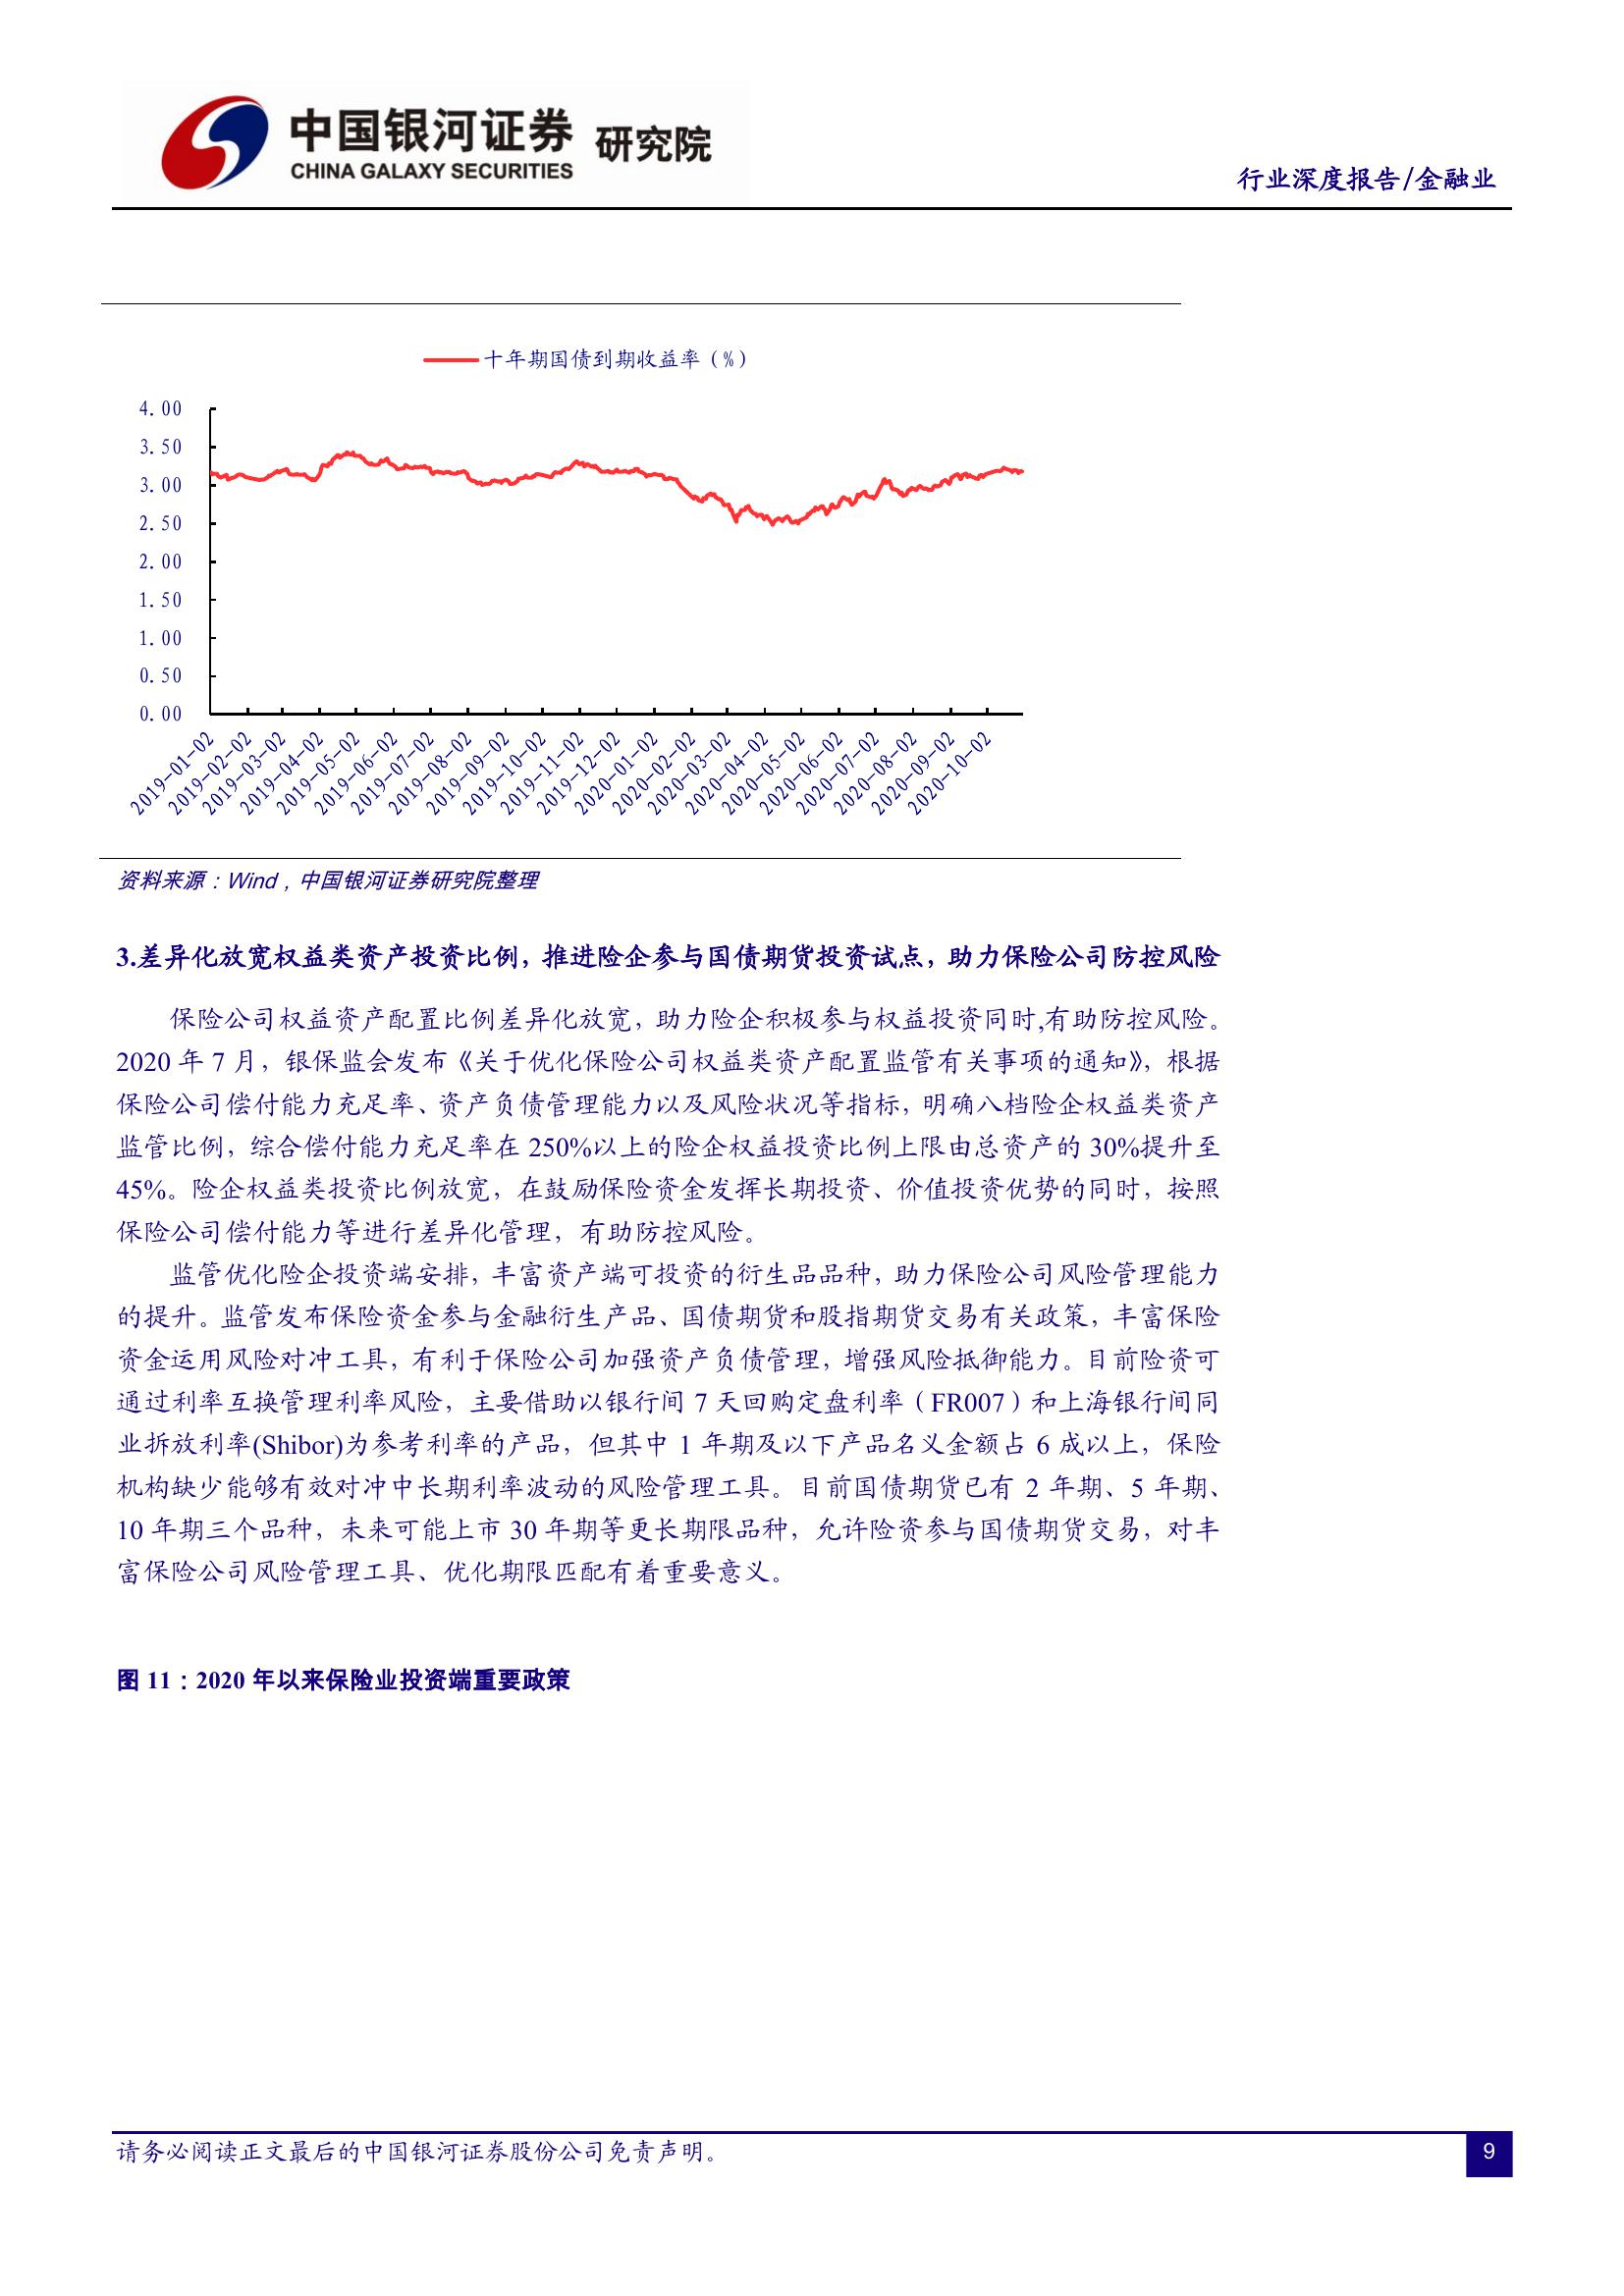 中国银河证券 研究院
CHINA GALAXY SECURITIES
行业深度报告/金融业
十年期国债到期收益率（%）
4.00
3.50
3.00
2.50
2.00
1.50
1.00
0.50
0.00
2019-01-02
2019-02-02
2019-03-02
2019-04-02
2019-05-02
2019-06-02
2019-07-02
2019-08-02
2019-09-02
2019-10-02
2019-11-02
2019-12-02
2020-01-02
2020-02-02
2020-03-02
2020-04-02
2020-05-02
2020-06-02
2020-07-02
2020-08-02
2020-09-02
2020-10-02
资料来源：Wind，中国银河证券研究院整理
3.差异化放宽权益类资产投资比例，推进险企参与国债期货投资试点，助力保险公司防控风险
保险公司权益资产配置比例差异化放宽，助力险企积极参与权益投资同时,有助防控风险。
2020 年 7 月，银保监会发布《关于优化保险公司权益类资产配置监管有关事项的通知》，根据
保险公司偿付能力充足率、资产负债管理能力以及风险状况等指标，明确八档险企权益类资产
监管比例，综合偿付能力充足率在 250%以上的险企权益投资比例上限由总资产的 30%提升至
45%。险企权益类投资比例放宽，在鼓励保险资金发挥长期投资、价值投资优势的同时，按照
保险公司偿付能力等进行差异化管理，有助防控风险。
监管优化险企投资端安排，丰富资产端可投资的衍生品品种，助力保险公司风险管理能力
的提升。监管发布保险资金参与金融衍生产品、国债期货和股指期货交易有关政策，丰富保险
资金运用风险对冲工具，有利于保险公司加强资产负债管理，增强风险抵御能力。目前险资可
通过利率互换管理利率风险，主要借助以银行间 7 天回购定盘利率（FR007）和上海银行间同
业拆放利率(Shibor)为参考利率的产品，但其中 1 年期及以下产品名义金额占 6 成以上，保险
机构缺少能够有效对冲中长期利率波动的风险管理工具。目前国债期货已有 2 年期、5 年期、
10 年期三个品种，未来可能上市 30 年期等更长期限品种，允许险资参与国债期货交易，对丰
富保险公司风险管理工具、优化期限匹配有着重要意义。
图 11：2020 年以来保险业投资端重要政策
请务必阅读正文最后的中国银河证券股份公司免责声明。
9